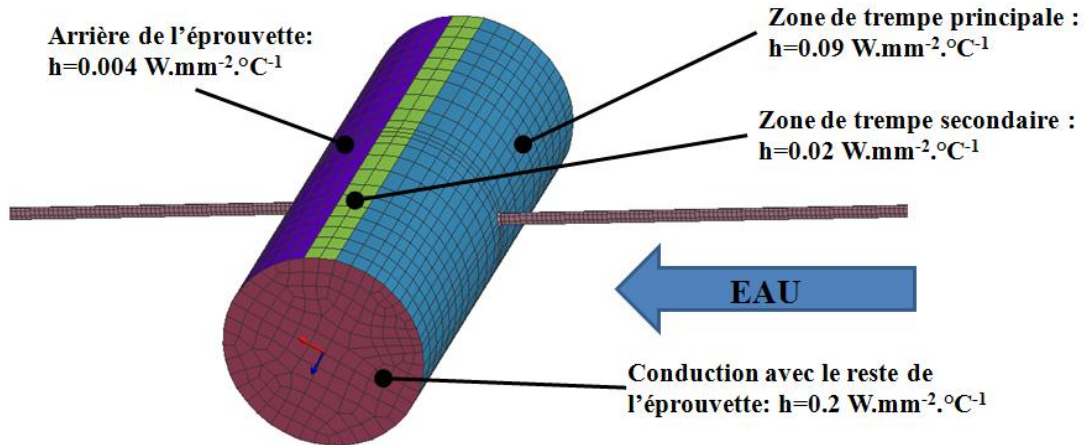 Arrière de l'éprouvette:
h=0.004 W.mm⁻².°C⁻¹
Zone de trempe principale :
h=0.09 W.mm⁻².°C⁻¹
Zone de trempe secondaire :
h=0.02 W.mm⁻².°C⁻¹
EAU
Conduction avec le reste de
l'éprouvette: h=0.2 W.mm⁻².°C⁻¹